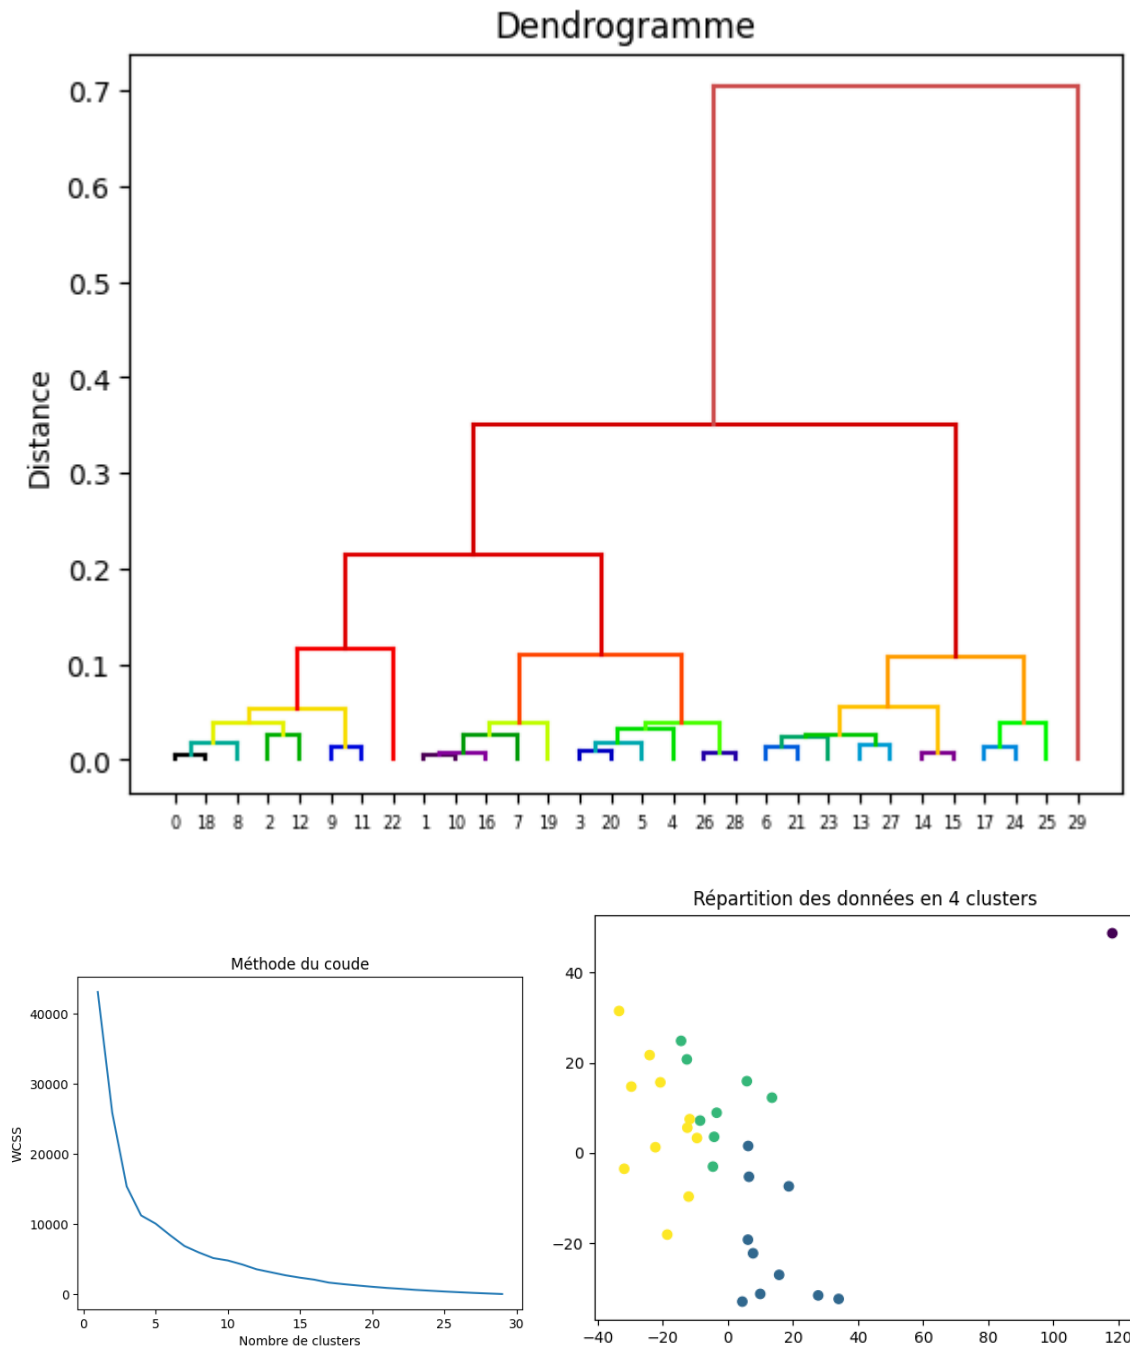 Dendrogramme
0.7
0.6
0.5
0.4
0.3
0.2
0.1
0.0
Distance
0 18 8 2 12 9 11 22 1 10 16 7 19 3 20 5 4 26 28 6 21 23 13 27 14 15 17 24 25 29
Méthode du coude
40000
30000
20000
10000
0
WCSS
0 5 10 15 20 25 30
Nombre de clusters
Répartition des données en 4 clusters
40
20
0
−20
−40 −20 0 20 40 60 80 100 120